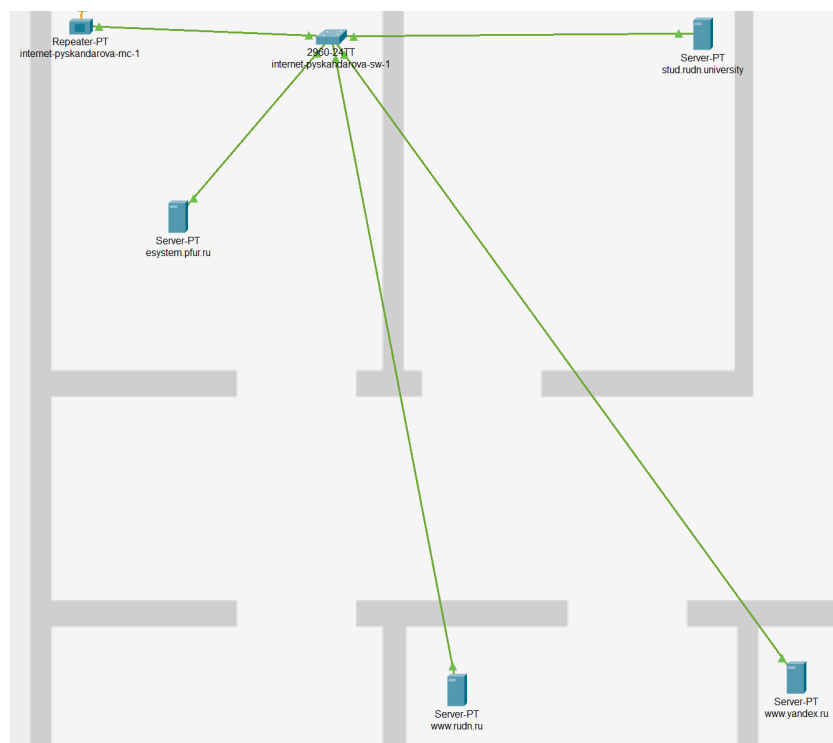 Repeater-PT
internet-pyskandarova-mc-1
2960-24TT
internet-pyskandarova-sw-1
Server-PT
stud.rudn.university
Server-PT
esystem.pfur.ru
Server-PT
www.rudn.ru
Server-PT
www.yandex.ru